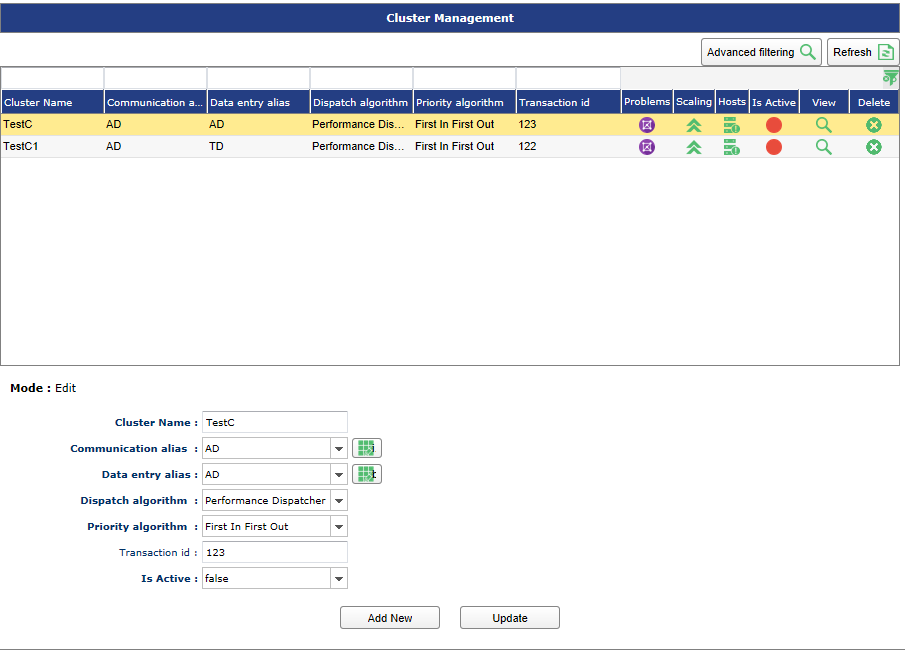 Cluster Management
Advanced filtering Refresh
Cluster Name Communication a... Data entry alias Dispatch algorithm Priority algorithm Transaction id Problems Scaling Hosts Is Active View Delete
TestC AD AD Performance Dis... First In First Out 123
TestC1 AD TD Performance Dis... First In First Out 122
Mode : Edit
Cluster Name : TestC
Communication alias : AD
Data entry alias : AD
Dispatch algorithm : Performance Dispatcher
Priority algorithm : First In First Out
Transaction id : 123
Is Active : false
Add New Update